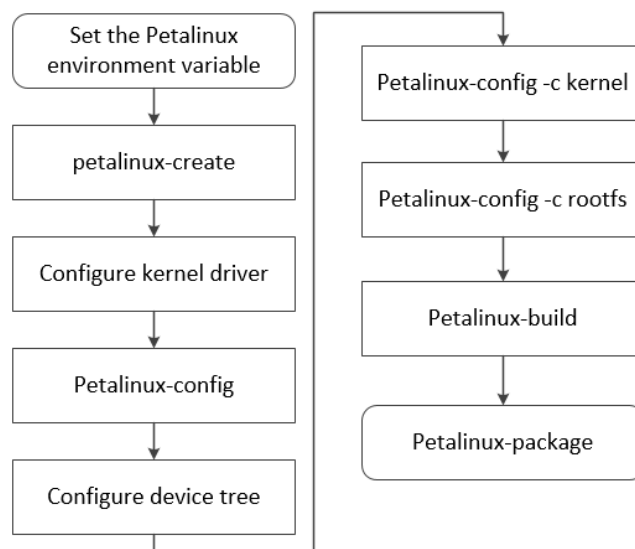 Set the Petalinux
environment variable
petalinux-create
Configure kernel driver
Petalinux-config
Configure device tree
Petalinux-config -c kernel
Petalinux-config -c rootfs
Petalinux-build
Petalinux-package